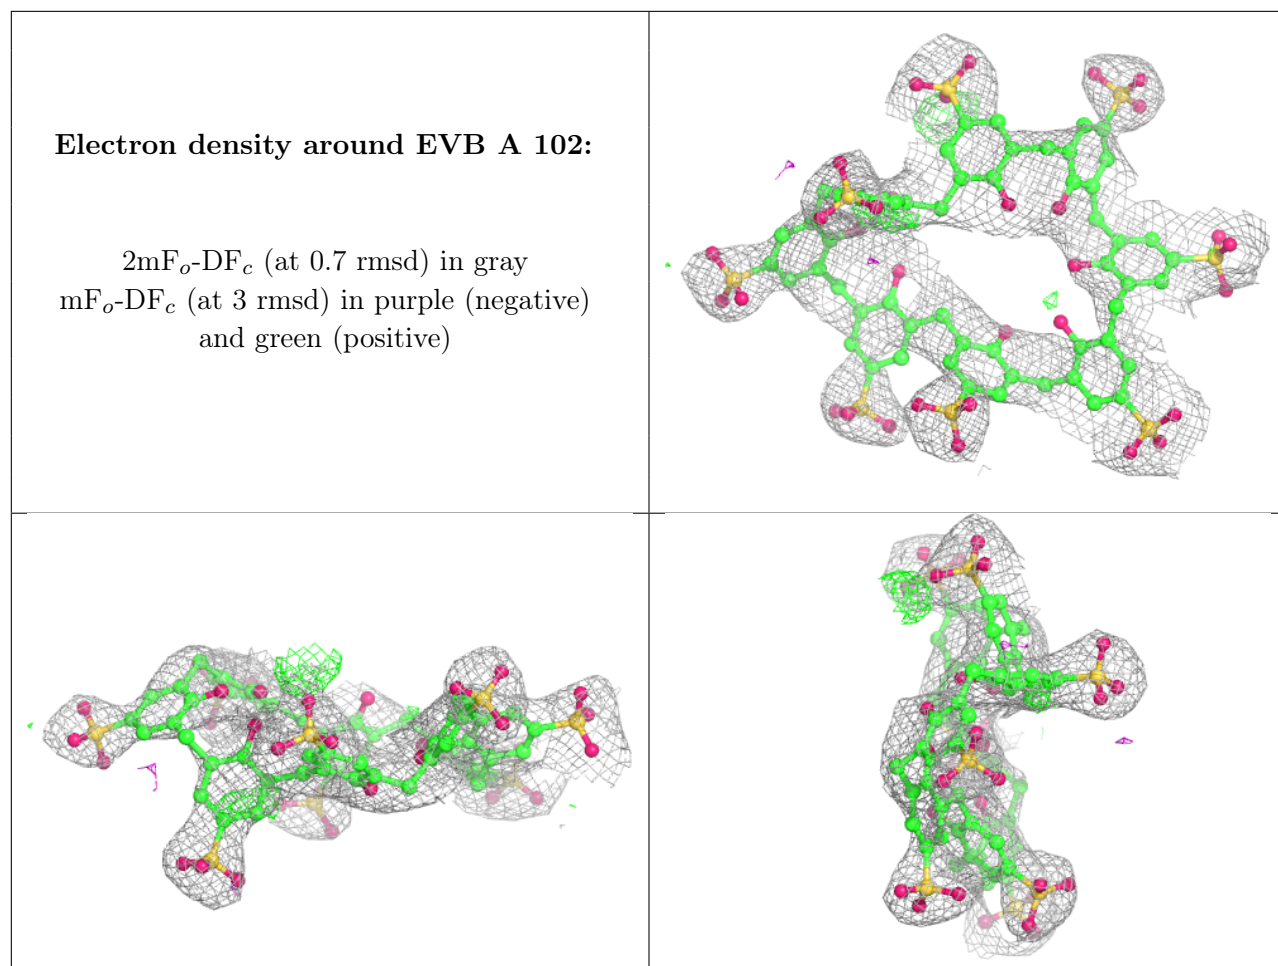 Electron density around EVB A 102:
2mFo-DFc (at 0.7 rmsd) in gray
mFo-DFc (at 3 rmsd) in purple (negative)
and green (positive)